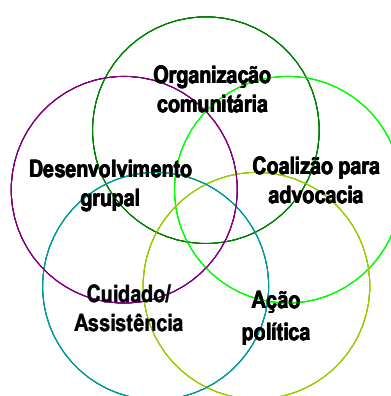 Organização
comunitária
Desenvolvimento
grupal
Coalizão para
advocacia
Cuidado/
Assistência
Ação
política